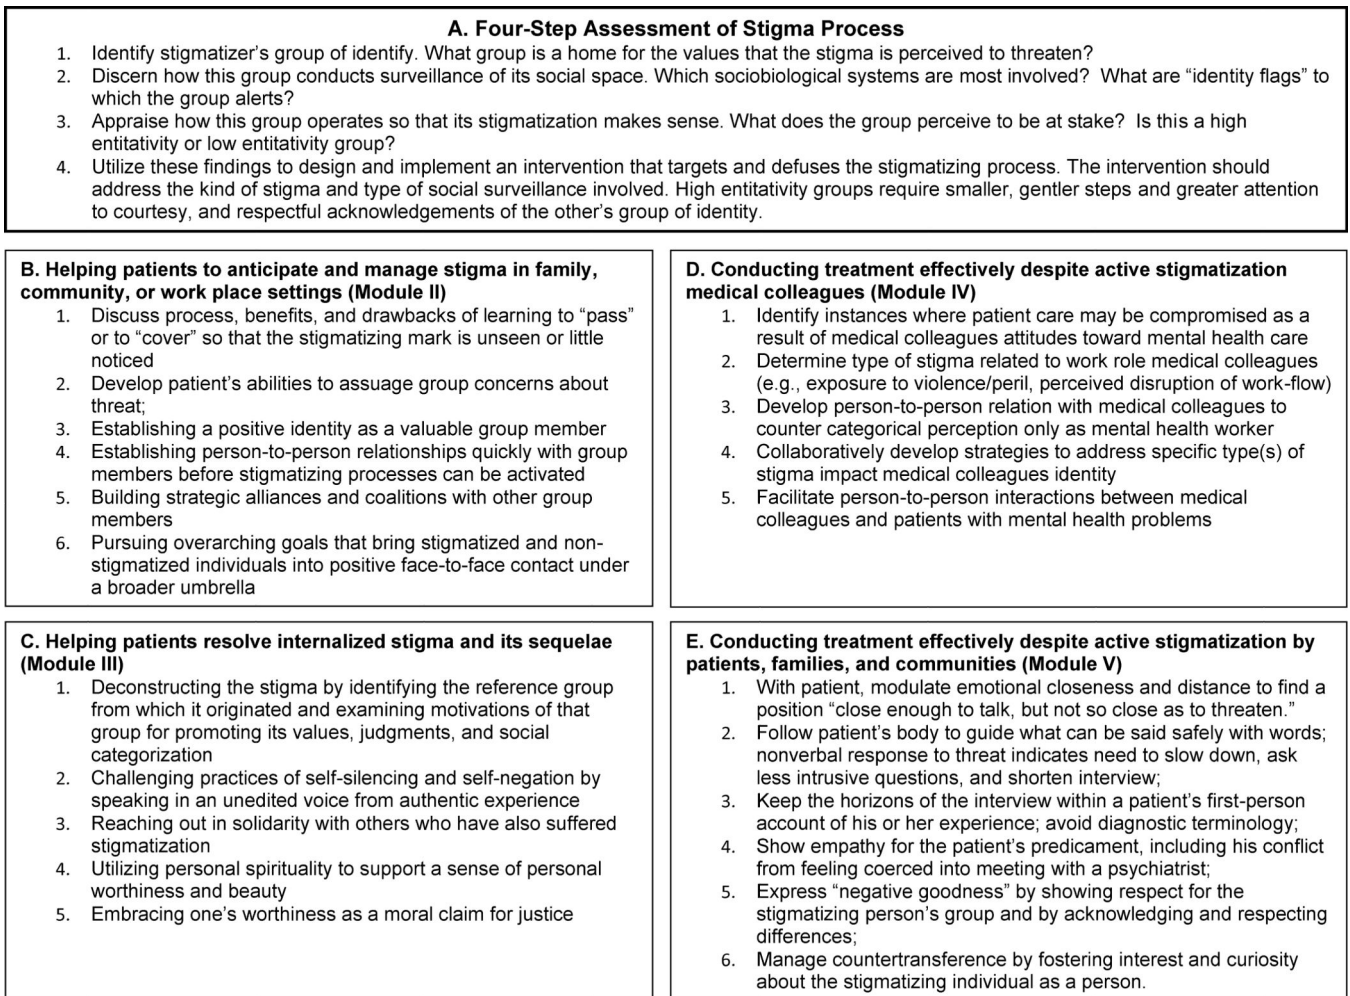 A. Four-Step Assessment of Stigma Process
1. Identify stigmatizer's group of identify. What group is a home for the values that the stigma is perceived to threaten?
2. Discern how this group conducts surveillance of its social space. Which sociobiological systems are most involved? What are “identity flags” to
which the group alerts?
3. Appraise how this group operates so that its stigmatization makes sense. What does the group perceive to be at stake? Is this a high
entitativity or low entitativity group?
4. Utilize these findings to design and implement an intervention that targets and defuses the stigmatizing process. The intervention should
address the kind of stigma and type of social surveillance involved. High entitativity groups require smaller, gentler steps and greater attention
to courtesy, and respectful acknowledgements of the other's group of identity.
B. Helping patients to anticipate and manage stigma in family,
community, or work place settings (Module II)
1. Discuss process, benefits, and drawbacks of learning to “pass”
or to “cover” so that the stigmatizing mark is unseen or little
noticed
2. Develop patient's abilities to assuage group concerns about
threat;
3. Establishing a positive identity as a valuable group member
4. Establishing person-to-person relationships quickly with group
members before stigmatizing processes can be activated
5. Building strategic alliances and coalitions with other group
members
6. Pursuing overarching goals that bring stigmatized and non-
stigmatized individuals into positive face-to-face contact under
a broader umbrella
C. Helping patients resolve internalized stigma and its sequelae
(Module III)
1. Deconstructing the stigma by identifying the reference group
from which it originated and examining motivations of that
group for promoting its values, judgments, and social
categorization
2. Challenging practices of self-silencing and self-negation by
speaking in an unedited voice from authentic experience
3. Reaching out in solidarity with others who have also suffered
stigmatization
4. Utilizing personal spirituality to support a sense of personal
worthiness and beauty
5. Embracing one's worthiness as a moral claim for justice
D. Conducting treatment effectively despite active stigmatization
medical colleagues (Module IV)
1. Identify instances where patient care may be compromised as a
result of medical colleagues attitudes toward mental health care
2. Determine type of stigma related to work role medical colleagues
(e.g., exposure to violence/peril, perceived disruption of work-flow)
3. Develop person-to-person relation with medical colleagues to
counter categorical perception only as mental health worker
4. Collaboratively develop strategies to address specific type(s) of
stigma impact medical colleagues identity
5. Facilitate person-to-person interactions between medical
colleagues and patients with mental health problems
E. Conducting treatment effectively despite active stigmatization by
patients, families, and communities (Module V)
1. With patient, modulate emotional closeness and distance to find a
position “close enough to talk, but not so close as to threaten.”
2. Follow patient's body to guide what can be said safely with words;
nonverbal response to threat indicates need to slow down, ask
less intrusive questions, and shorten interview;
3. Keep the horizons of the interview within a patient's first-person
account of his or her experience; avoid diagnostic terminology;
4. Show empathy for the patient's predicament, including his conflict
from feeling coerced into meeting with a psychiatrist;
5. Express “negative goodness” by showing respect for the
stigmatizing person's group and by acknowledging and respecting
differences;
6. Manage countertransference by fostering interest and curiosity
about the stigmatizing individual as a person.